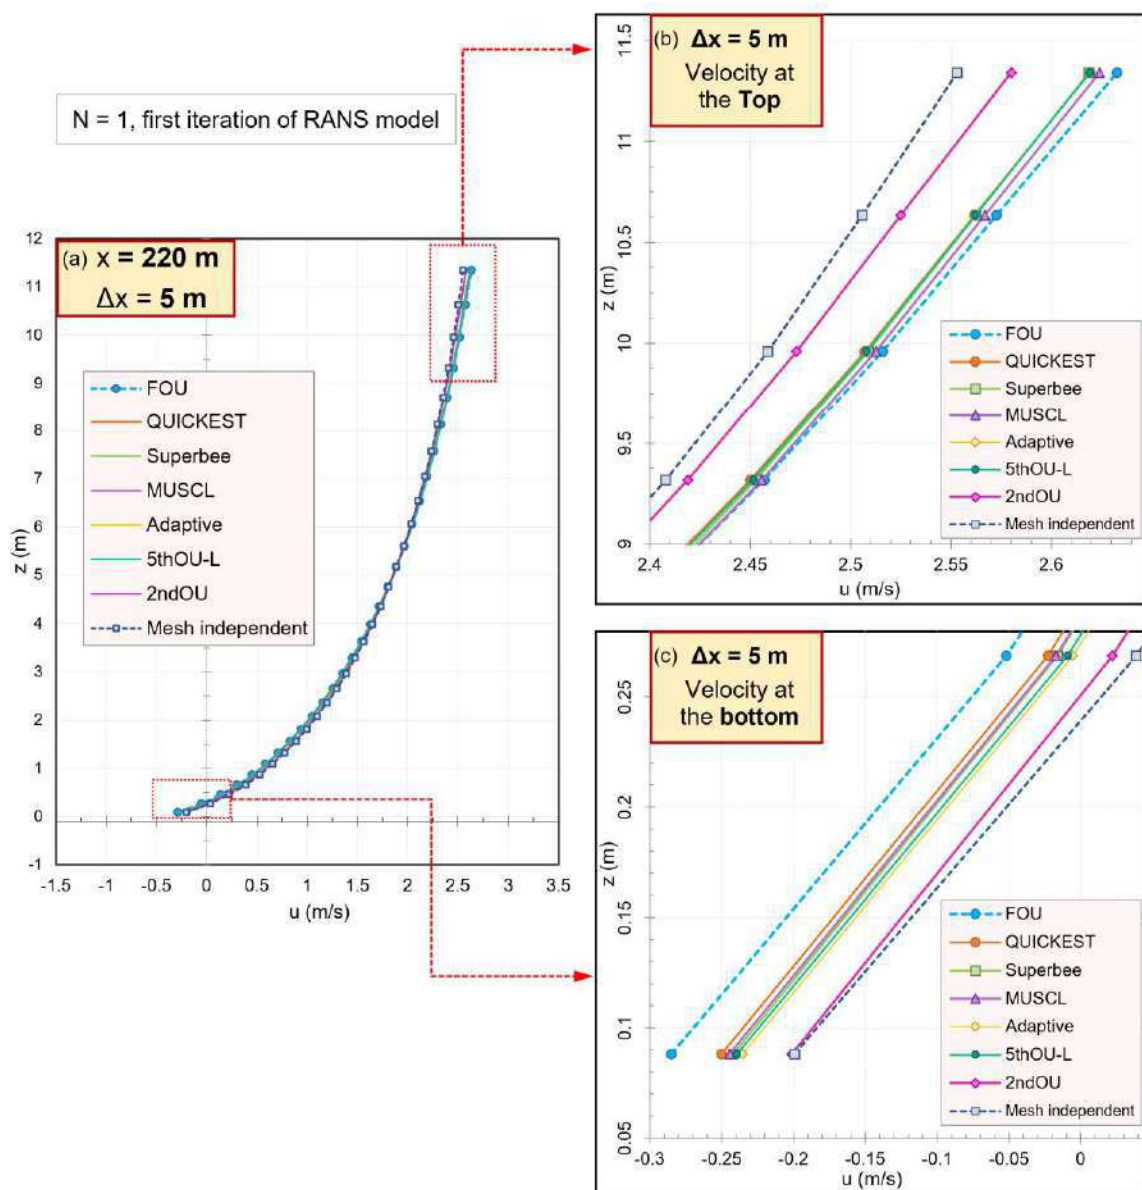 N = 1, first iteration of RANS model
(a) x = 220 m
Δx = 5 m
12
11
10
9
8
7
6
5
4
3
2
1
0
-1
z (m)
FOU
QUICKEST
Superbee
MUSCL
Adaptive
5thOU-L
2ndOU
Mesh independent
-1.5 -1 -0.5 0 0.5 1 1.5 2 2.5 3 3.5
u (m/s)
(b) Δx = 5 m
Velocity at
the Top
11.5
11
10.5
10
9.5
9
z (m)
FOU
QUICKEST
Superbee
MUSCL
Adaptive
5thOU-L
2ndOU
Mesh independent
2.4 2.45 2.5 2.55 2.6
u (m/s)
(c) Δx = 5 m
Velocity at
the bottom
0.25
0.2
0.15
0.1
0.05
z (m)
FOU
QUICKEST
Superbee
MUSCL
Adaptive
5thOU-L
2ndOU
Mesh independent
-0.3 -0.25 -0.2 -0.15 -0.1 -0.05 0
u (m/s)